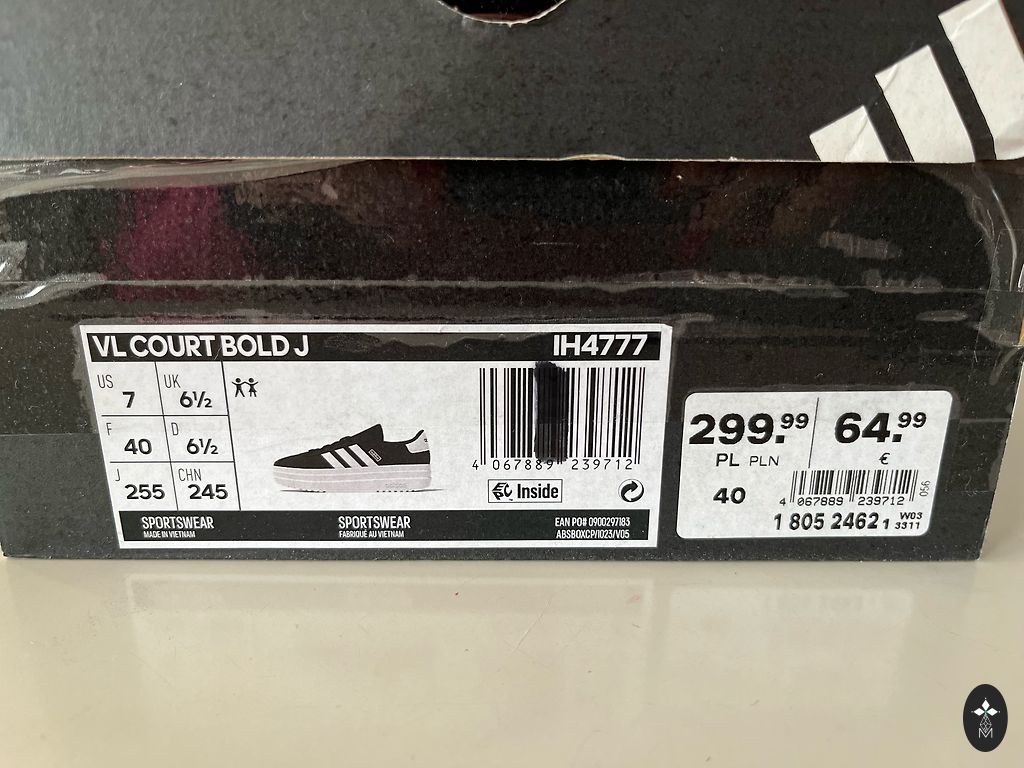 VL COURT BOLD J IH4777
US 7 UK 6½
F 40 D 6½
J 255 CHN 245
4 067889 239712
Inside
SPORTSWEAR
MADE IN VIETNAM
SPORTSWEAR
FABRIQUÉ AU VIETNAM
EAN PO# 0900297183
ABSBOXCP/1023/V05
299.99 64.99
PL PLN €
40
4 067889 239712
056
1 805 2462 1 W03
3311
M